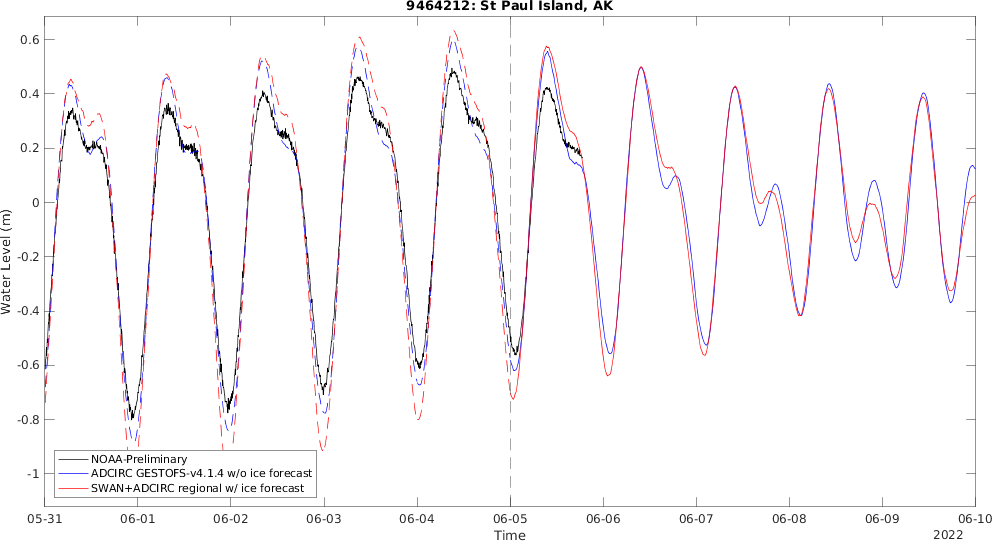 9464212: St Paul Island, AK
Water Level (m)
0.6
0.4
0.2
0
-0.2
-0.4
-0.6
-0.8
-1
NOAA-Preliminary
ADCIRC GESTOFS-v4.1.4 w/o ice forecast
SWAN+ADCIRC regional w/ ice forecast
05-31 06-01 06-02 06-03 06-04 06-05 06-06 06-07 06-08 06-09 06-10
Time
2022